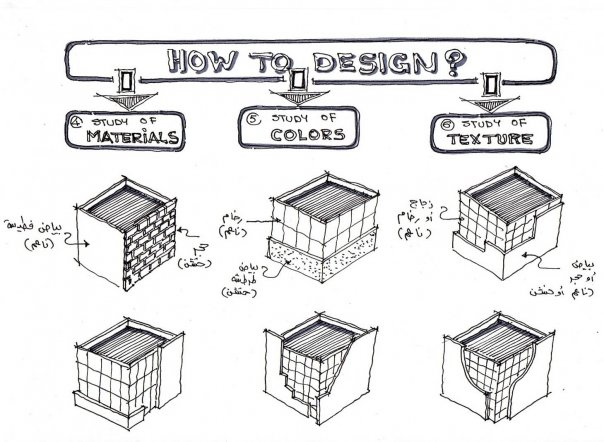 HOW TO DESIGN?
④ STUDY OF
MATERIALS
⑤ STUDY OF
COLORS
⑥ STUDY OF
TEXTURE
بياض فطيسة
(ناعم)
حجر
(خشن)
رخام
(ناعم)
بياض
طرطشة
(خشن)
زجاج
أو رخام
(ناعم)
بياض
أو حجر
(ناعم أو خشن)